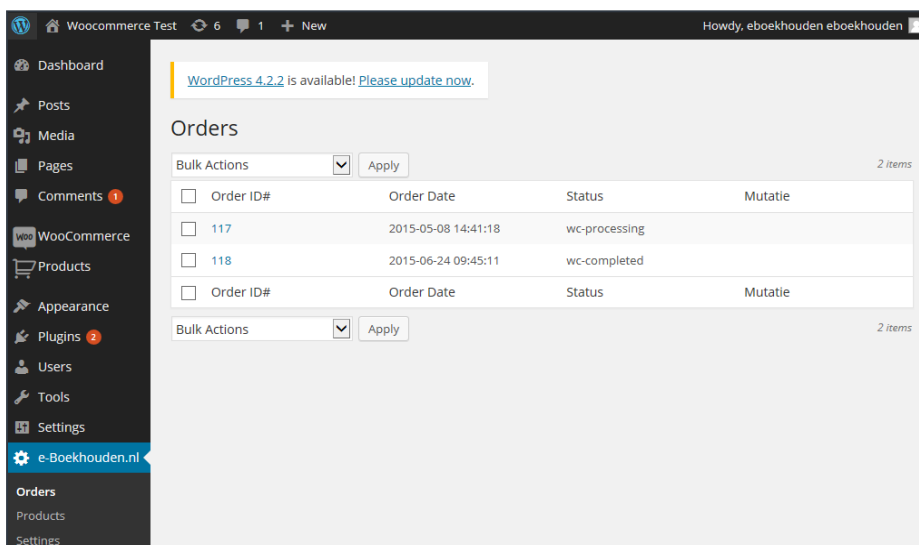 Woocommerce Test 6 1 New Howdy, eboekhouden eboekhouden
Dashboard
WordPress 4.2.2 is available! Please update now.
Posts
Media
Pages
Comments 1
WOO WooCommerce
Products
Appearance
Plugins 2
Users
Tools
Settings
e-Boekhouden.nl
Orders
Products
Settings
Orders
Bulk Actions Apply 2 items
Order ID# Order Date Status Mutatie
117 2015-05-08 14:41:18 wc-processing
118 2015-06-24 09:45:11 wc-completed
Order ID# Order Date Status Mutatie
Bulk Actions Apply 2 items